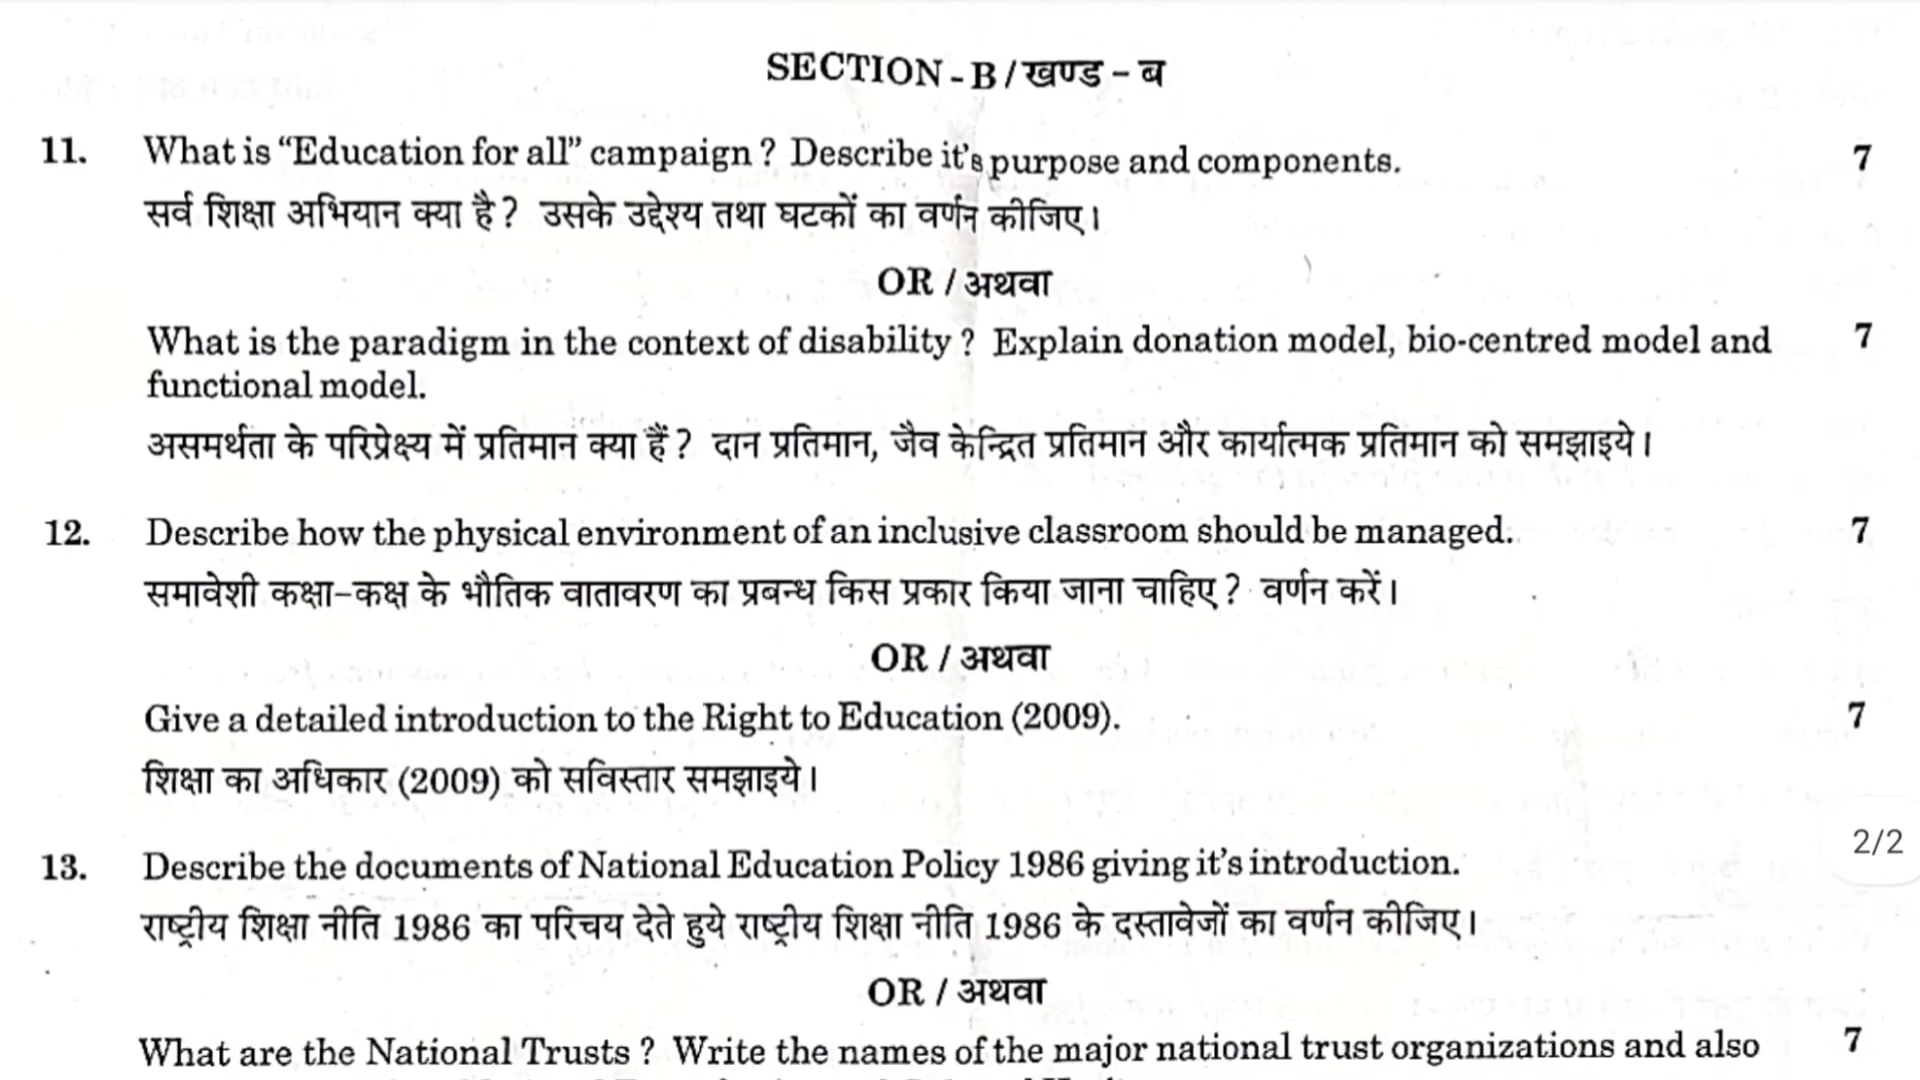 SECTION - B / खण्ड - ब
11. What is “Education for all” campaign ? Describe it’s purpose and components. 7
सर्व शिक्षा अभियान क्या है ? उसके उद्देश्य तथा घटकों का वर्णन कीजिए।
OR / अथवा
What is the paradigm in the context of disability ? Explain donation model, bio-centred model and 7
functional model.
असमर्थता के परिप्रेक्ष्य में प्रतिमान क्या हैं ? दान प्रतिमान, जैव केन्द्रित प्रतिमान और कार्यात्मक प्रतिमान को समझाइये।
12. Describe how the physical environment of an inclusive classroom should be managed. 7
समावेशी कक्षा-कक्ष के भौतिक वातावरण का प्रबन्ध किस प्रकार किया जाना चाहिए ? वर्णन करें।
OR / अथवा
Give a detailed introduction to the Right to Education (2009). 7
शिक्षा का अधिकार (2009) को सविस्तार समझाइये।
2/2
13. Describe the documents of National Education Policy 1986 giving it’s introduction.
राष्ट्रीय शिक्षा नीति 1986 का परिचय देते हुये राष्ट्रीय शिक्षा नीति 1986 के दस्तावेजों का वर्णन कीजिए।
OR / अथवा
What are the National Trusts ? Write the names of the major national trust organizations and also 7